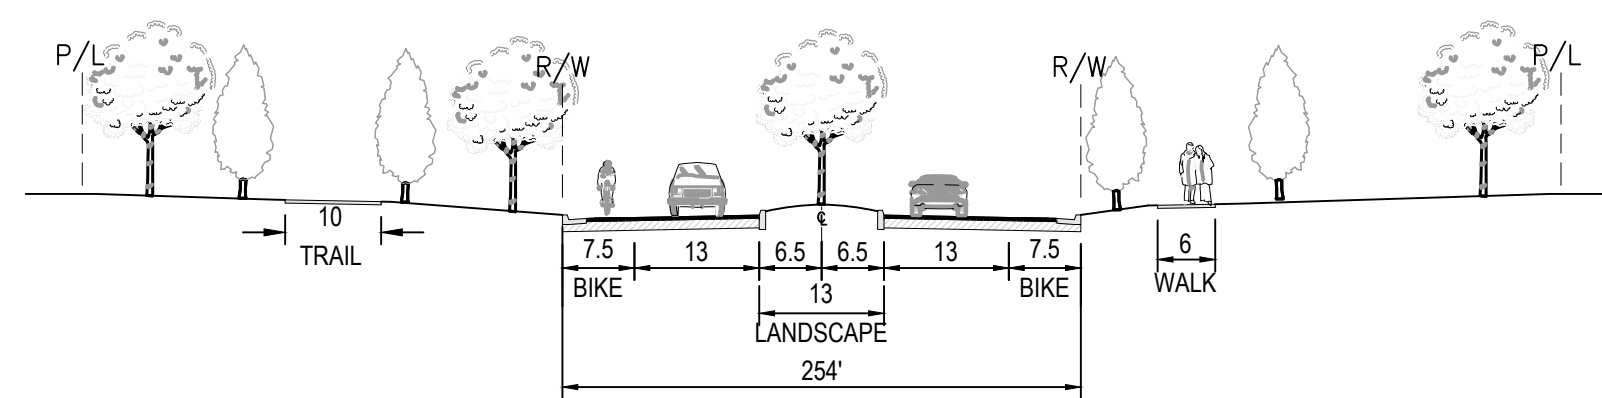 P/L
R/W
R/W
P/L
℄
10
TRAIL
7.5
13
6.5
6.5
13
7.5
6
BIKE
BIKE
WALK
13
LANDSCAPE
254'